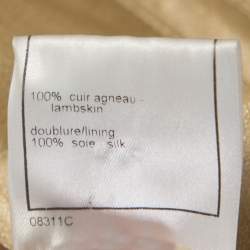 100% cuir agneau -
lambskin
doublure/lining
100% soie silk
08311C